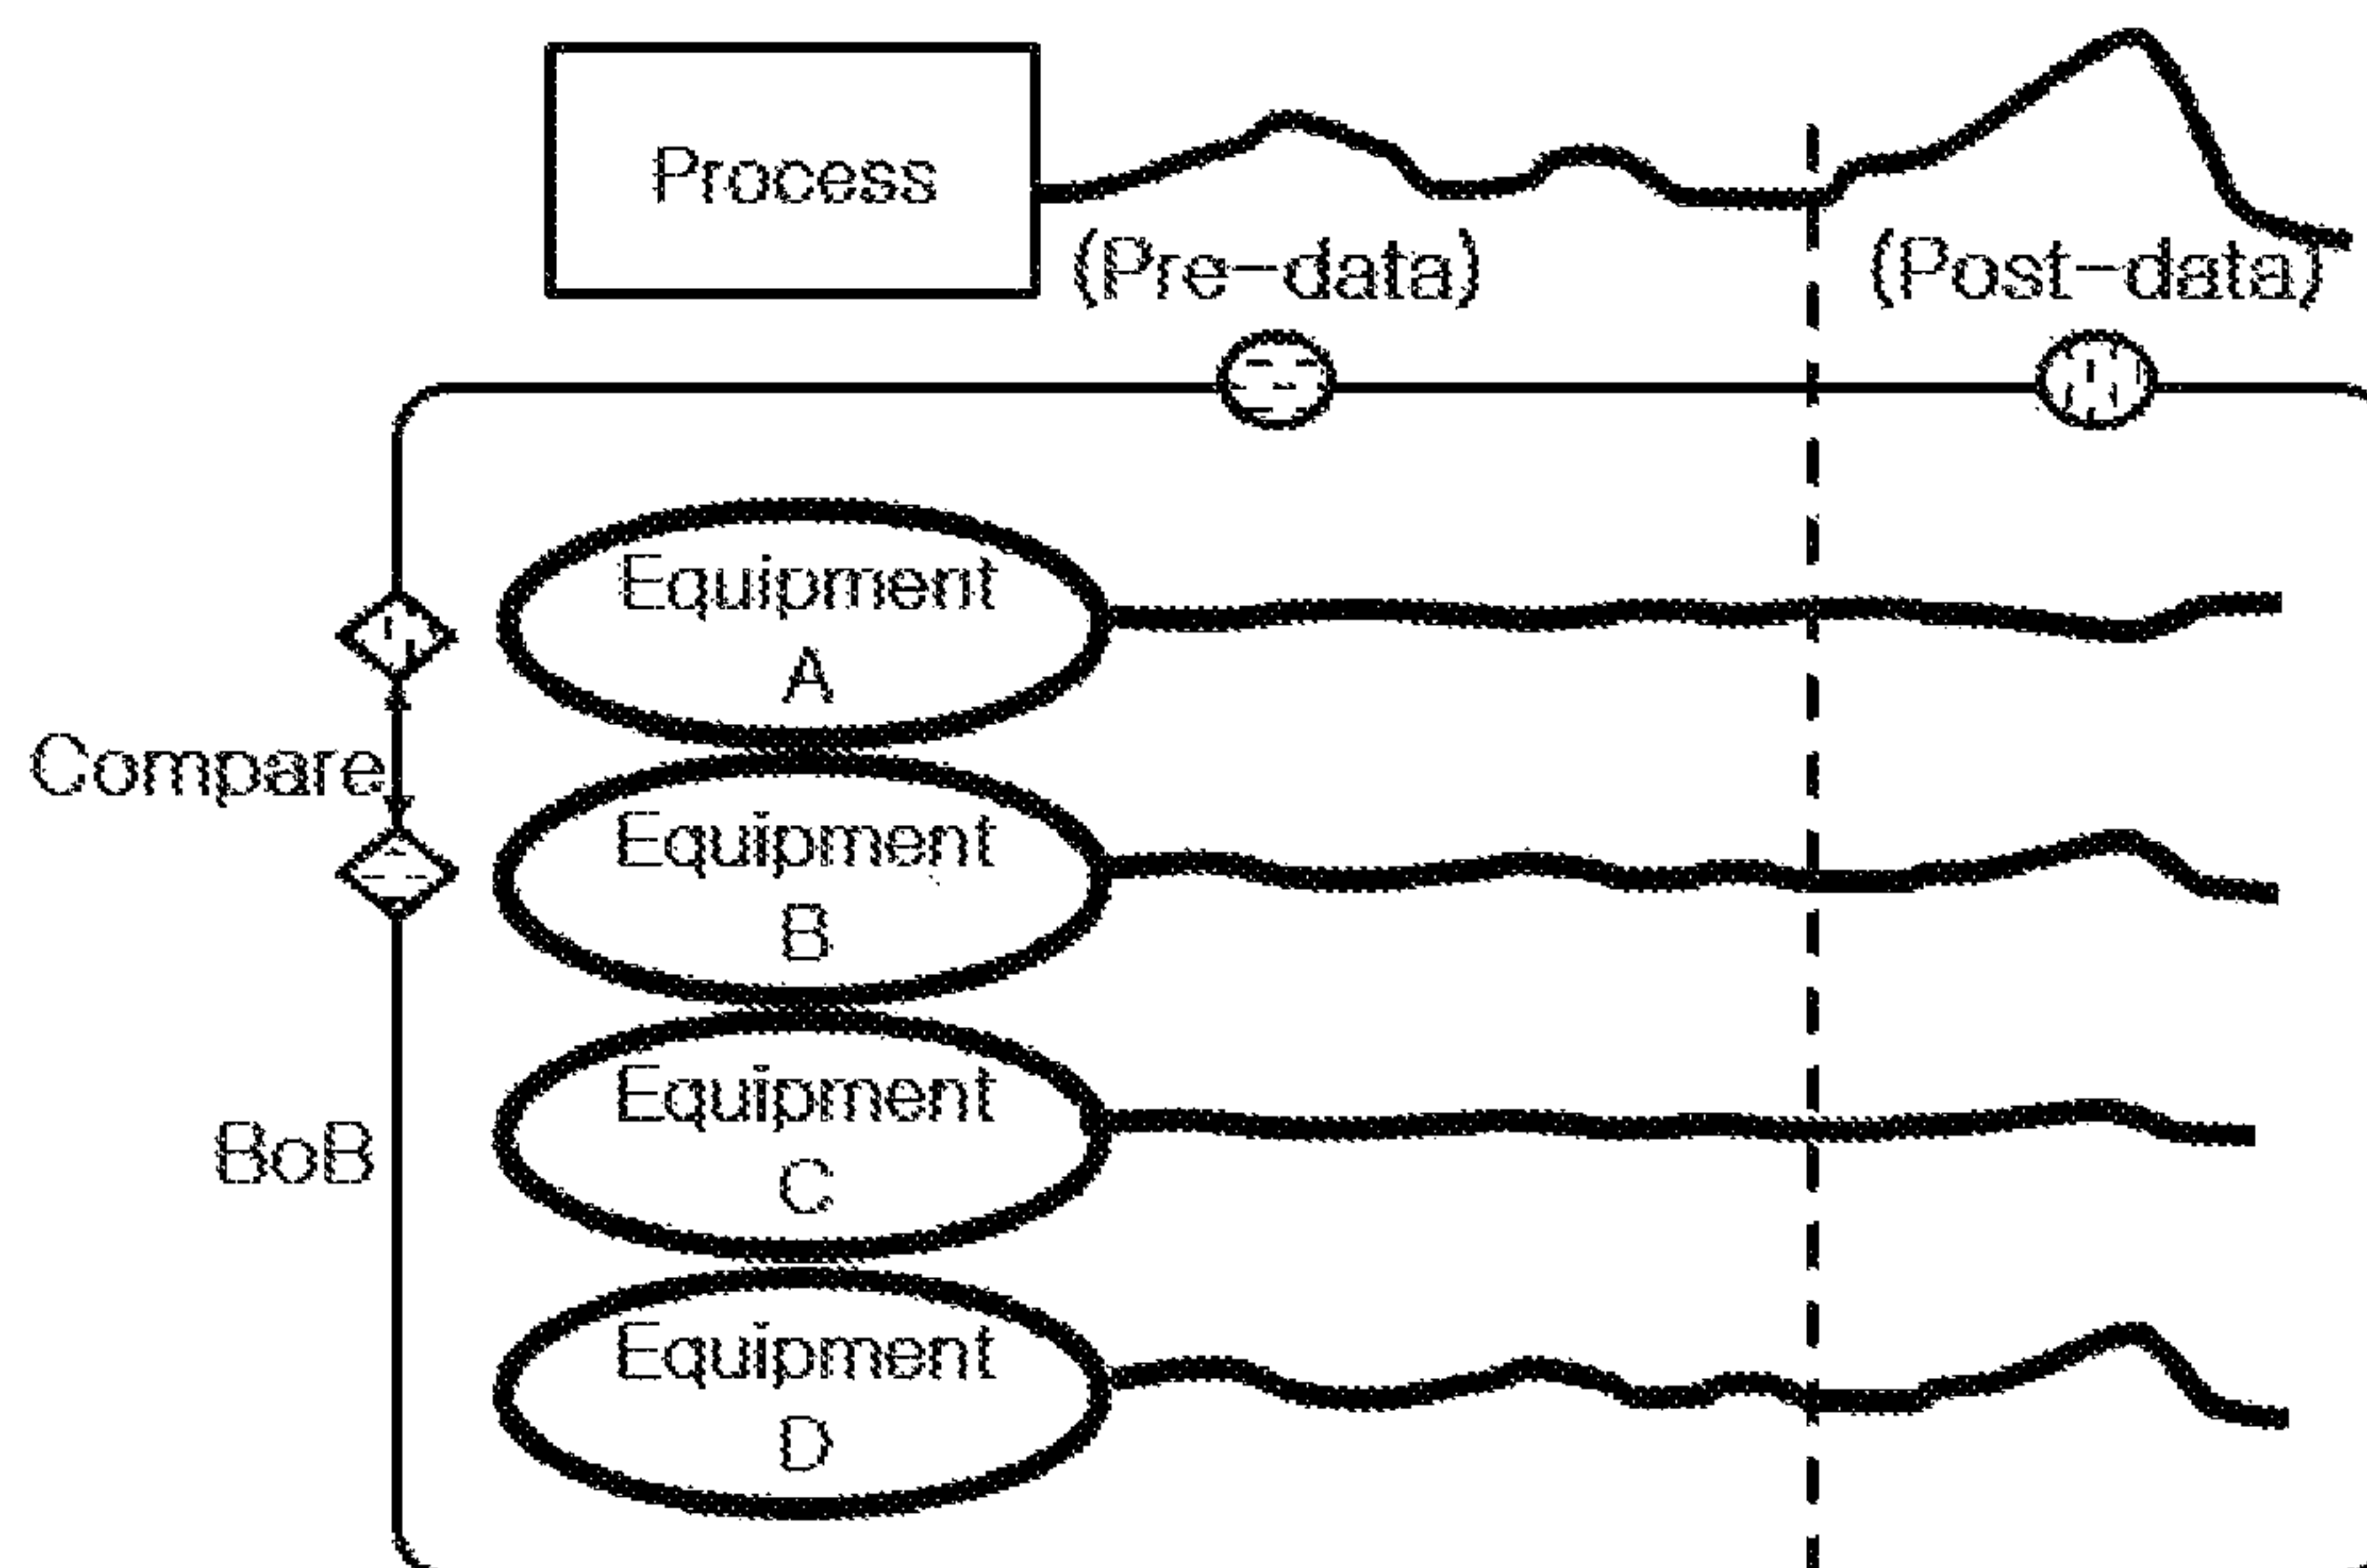 Process
(Pre-data)
(Post-data)
Equipment
A
Compare
Equipment
B
Equipment
C
BoB
Equipment
D